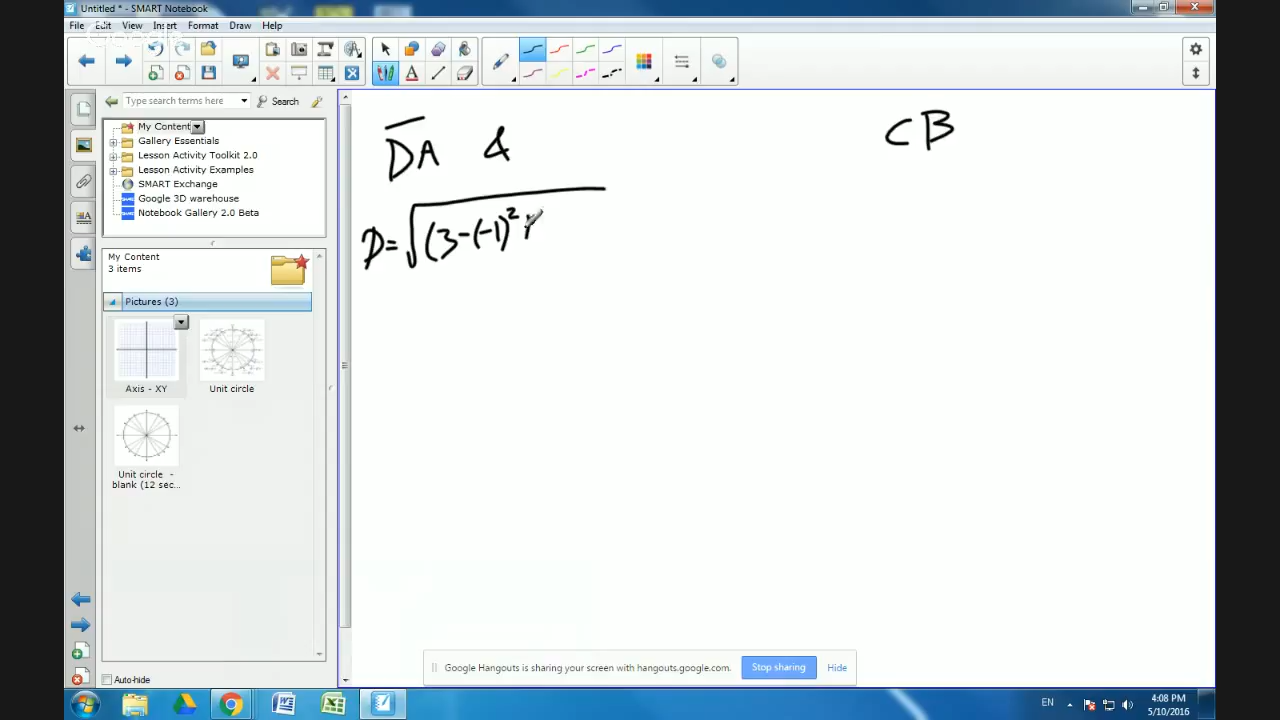 Untitled * - SMART Notebook
File Edit View Insert Format Draw Help
Google
Type search terms here Search
My Content
Gallery Essentials
Lesson Activity Toolkit 2.0
Lesson Activity Examples
SMART Exchange
Google 3D warehouse
Notebook Gallery 2.0 Beta
My Content
3 items
Pictures (3)
Axis - XY Unit circle
Unit circle -
blank (12 sec...
Auto-hide
DA & CB
D=√(3-(-1)²+
Google Hangouts is sharing your screen with hangouts.google.com. Stop sharing Hide
EN 4:08 PM
5/10/2016